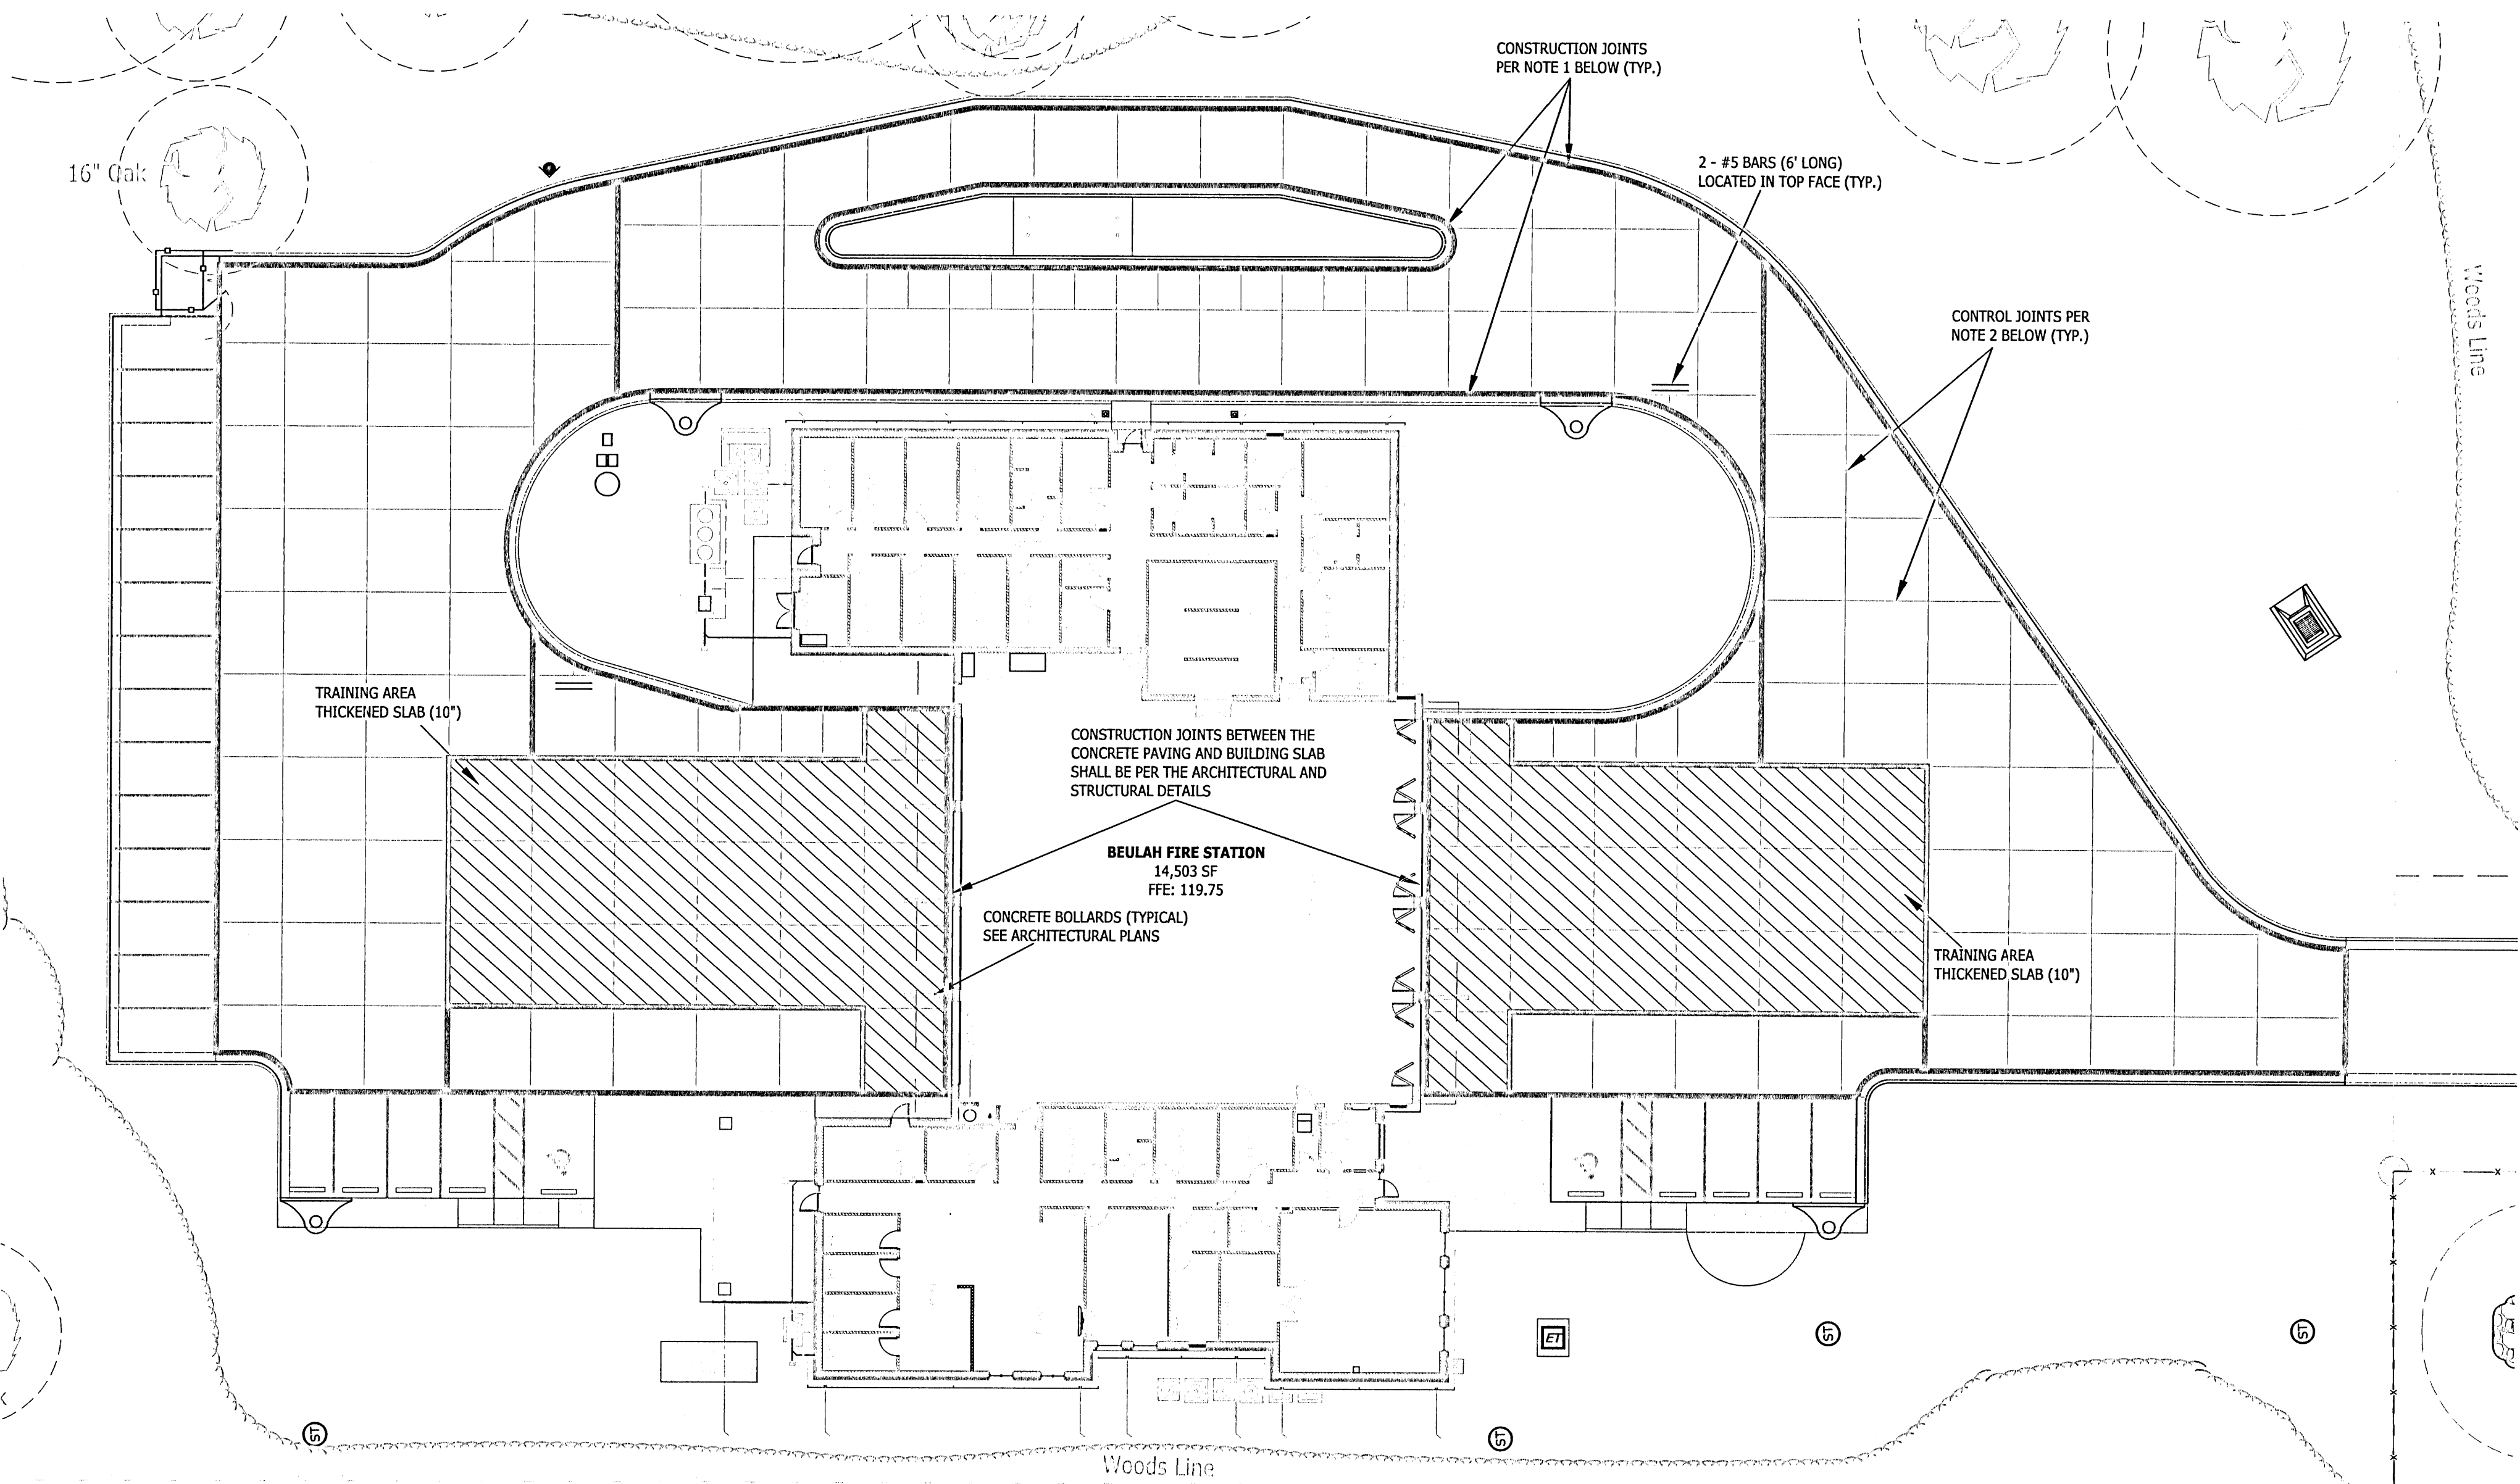 CONSTRUCTION JOINTS
PER NOTE 1 BELOW (TYP.)
2 - #5 BARS (6' LONG)
LOCATED IN TOP FACE (TYP.)
16" Oak
Woods Line
CONTROL JOINTS PER
NOTE 2 BELOW (TYP.)
TRAINING AREA
THICKENED SLAB (10")
CONSTRUCTION JOINTS BETWEEN THE
CONCRETE PAVING AND BUILDING SLAB
SHALL BE PER THE ARCHITECTURAL AND
STRUCTURAL DETAILS
BEULAH FIRE STATION
14,503 SF
FFE: 119.75
CONCRETE BOLLARDS (TYPICAL)
SEE ARCHITECTURAL PLANS
TRAINING AREA
THICKENED SLAB (10")
x
x
x
x
x
x
x
ET
ST
ST
ST
ST
Woods Line